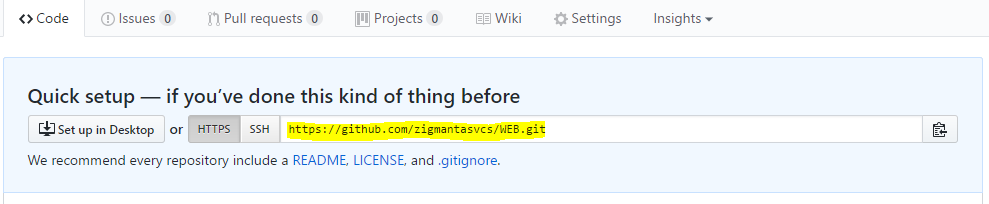 Code Issues 0 Pull requests 0 Projects 0 Wiki Settings Insights
Quick setup — if you’ve done this kind of thing before
Set up in Desktop or HTTPS SSH https://github.com/zigmantasvcs/WEB.git
We recommend every repository include a README, LICENSE, and .gitignore.